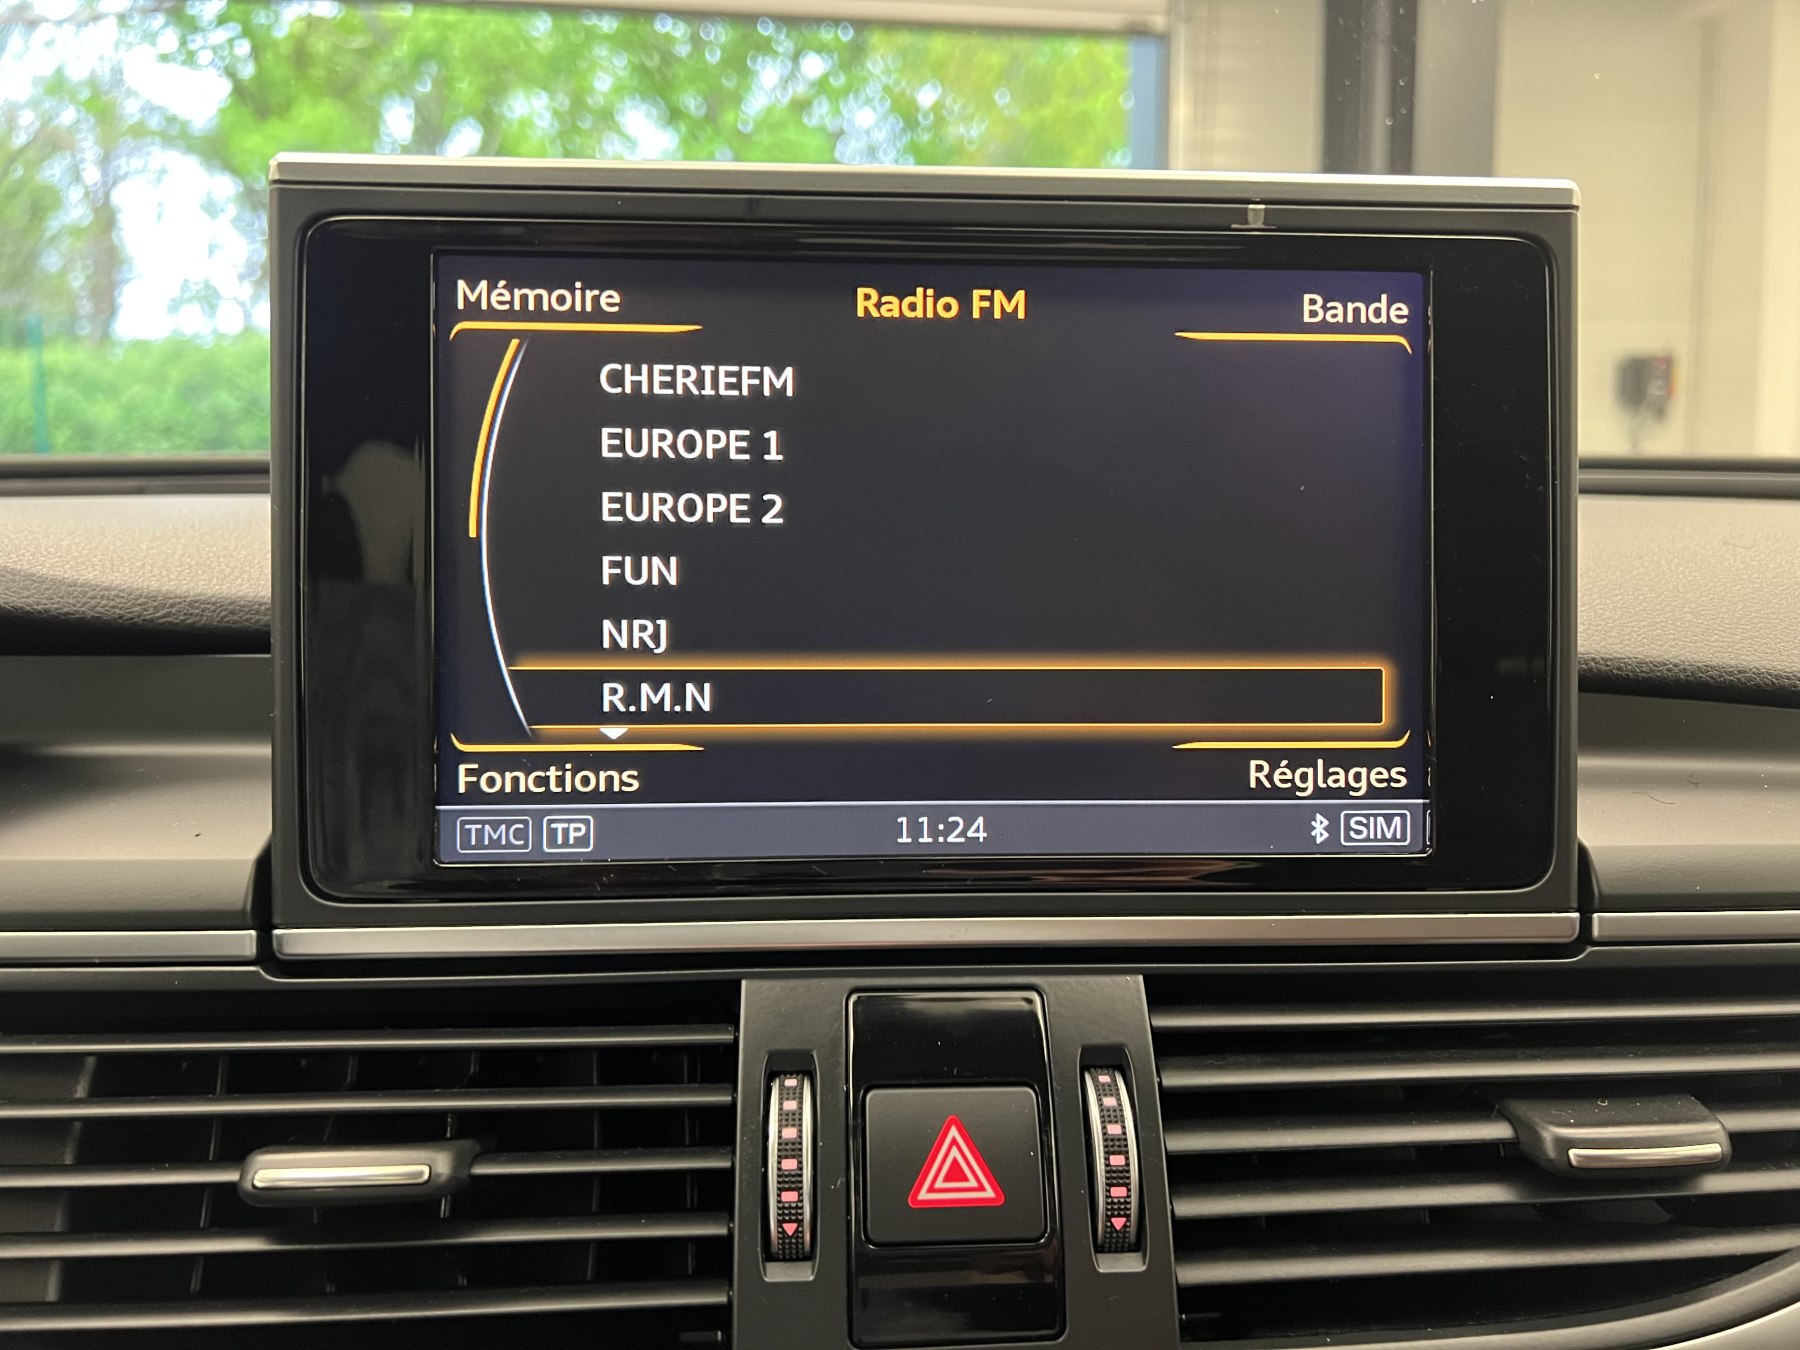 Mémoire
Radio FM
Bande
CHERIEFM
EUROPE 1
EUROPE 2
FUN
NRJ
R.M.N
Fonctions
Réglages
TMC TP
11:24
SIM